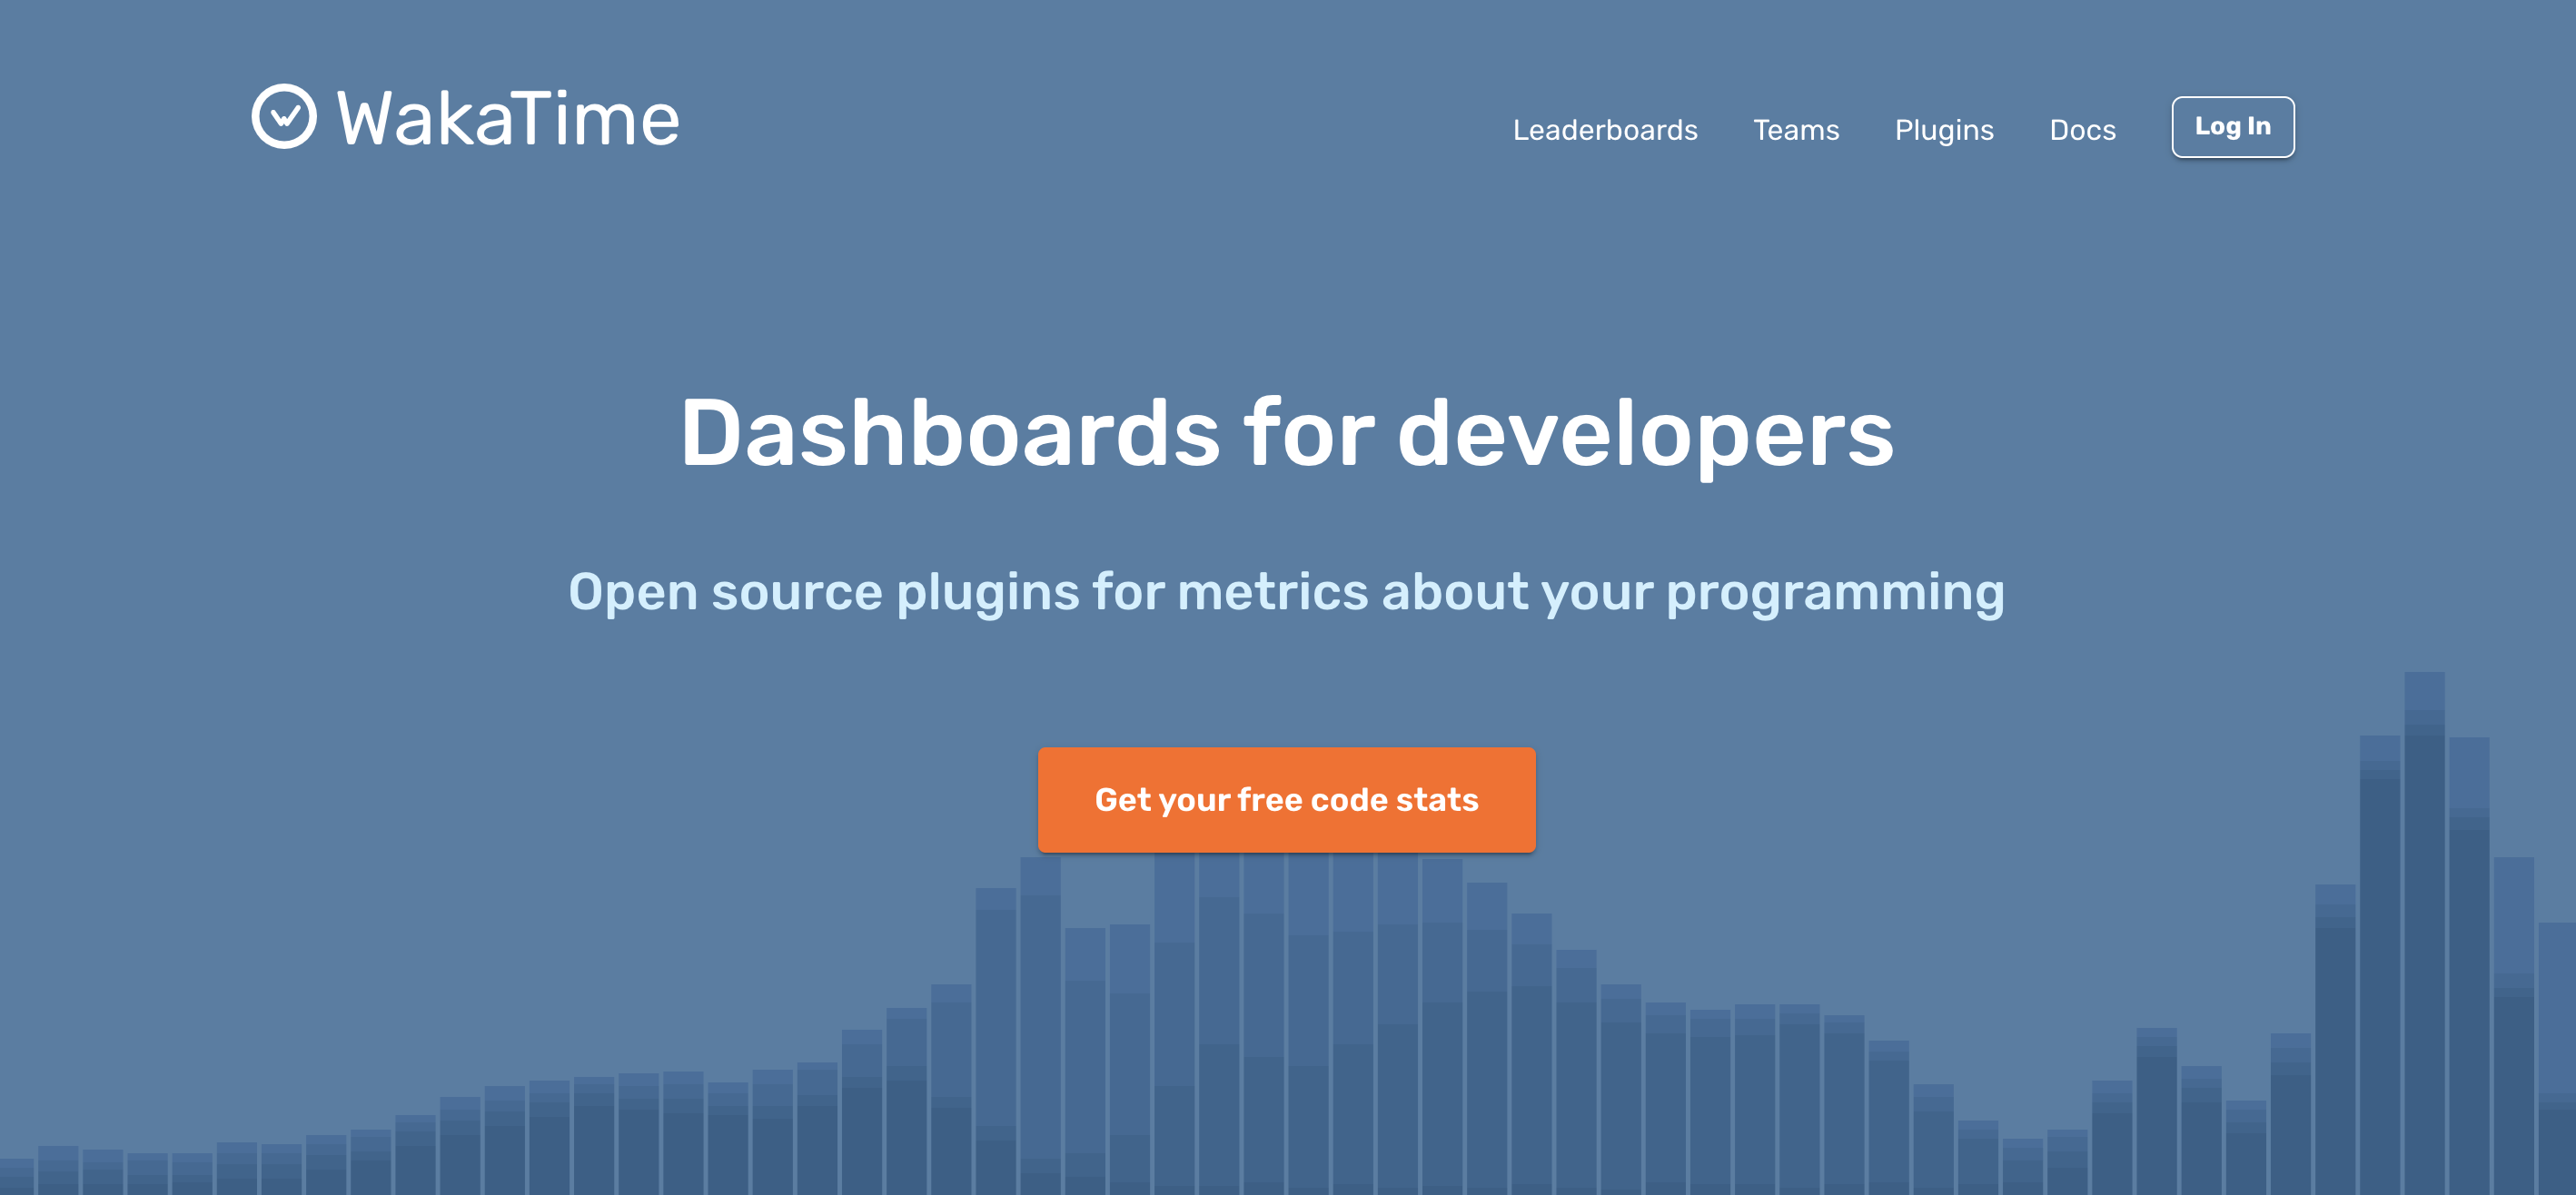 WakaTime
Leaderboards Teams Plugins Docs Log In
Dashboards for developers
Open source plugins for metrics about your programming
Get your free code stats